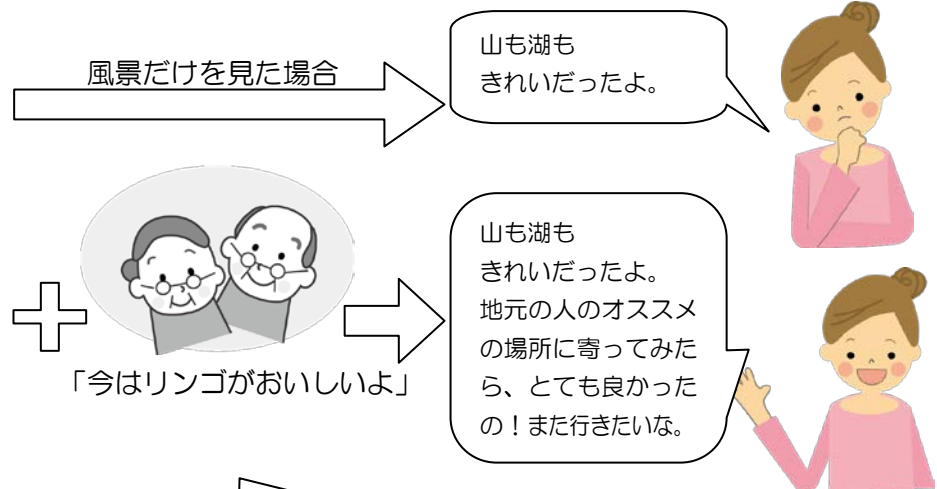 風景だけを見た場合
山も湖も
きれいだったよ。
「今はリンゴがおいしいよ」
山も湖も
きれいだったよ。
地元の人のオススメ
の場所に寄ってみた
ら、とても良かった
の！また行きたいな。